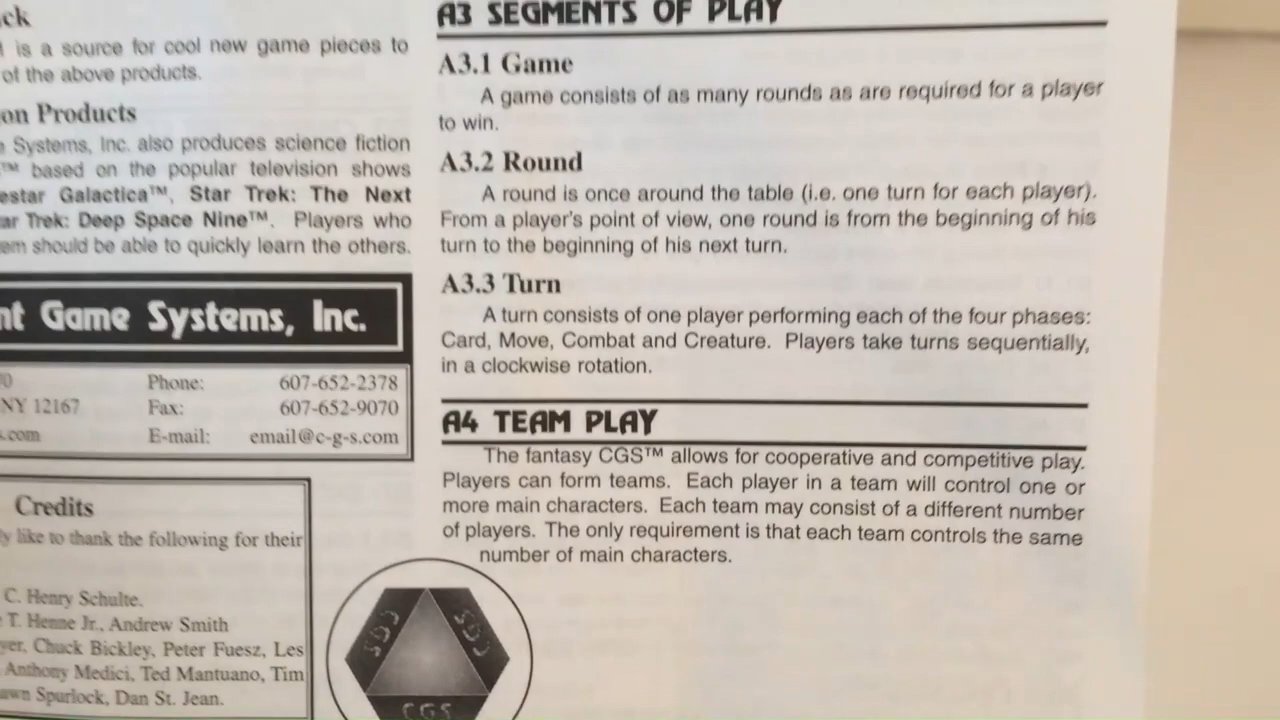 is a source for cool new game pieces to
of the above products.
on Products
Systems, Inc. also produces science fiction
™ based on the popular television shows
estar Galactica™, Star Trek: The Next
ar Trek: Deep Space Nine™. Players who
em should be able to quickly learn the others.
nt Game Systems, Inc.
Phone: 607-652-2378
NY 12167 Fax: 607-652-9070
s.com E-mail: email@c-g-s.com
Credits
ly like to thank the following for their
C. Henry Schulte.
T. Henne Jr., Andrew Smith
yer, Chuck Bickley, Peter Fuesz, Les
Anthony Medici, Ted Mantuano, Tim
awn Spurlock, Dan St. Jean.
A3 SEGMENTS OF PLAY
A3.1 Game
A game consists of as many rounds as are required for a player
to win.
A3.2 Round
A round is once around the table (i.e. one turn for each player).
From a player's point of view, one round is from the beginning of his
turn to the beginning of his next turn.
A3.3 Turn
A turn consists of one player performing each of the four phases:
Card, Move, Combat and Creature. Players take turns sequentially,
in a clockwise rotation.
A4 TEAM PLAY
The fantasy CGS™ allows for cooperative and competitive play.
Players can form teams. Each player in a team will control one or
more main characters. Each team may consist of a different number
of players. The only requirement is that each team controls the same
number of main characters.
CGS
CGS
CGS